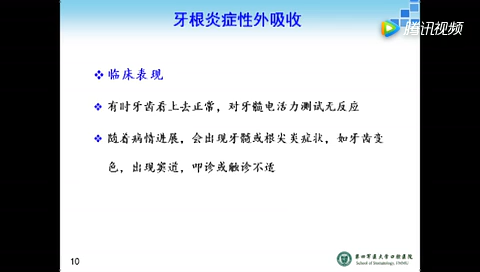 牙根炎症性外吸收
腾讯视频
临床表现
有时牙齿看上去正常，对牙髓电活力测试无反应
随着病情进展，会出现牙髓或根尖炎症状，如牙齿变
色，出现窦道，叩诊或触诊不适
第四军医大学口腔医院
School of Stomatology, FMMU
10